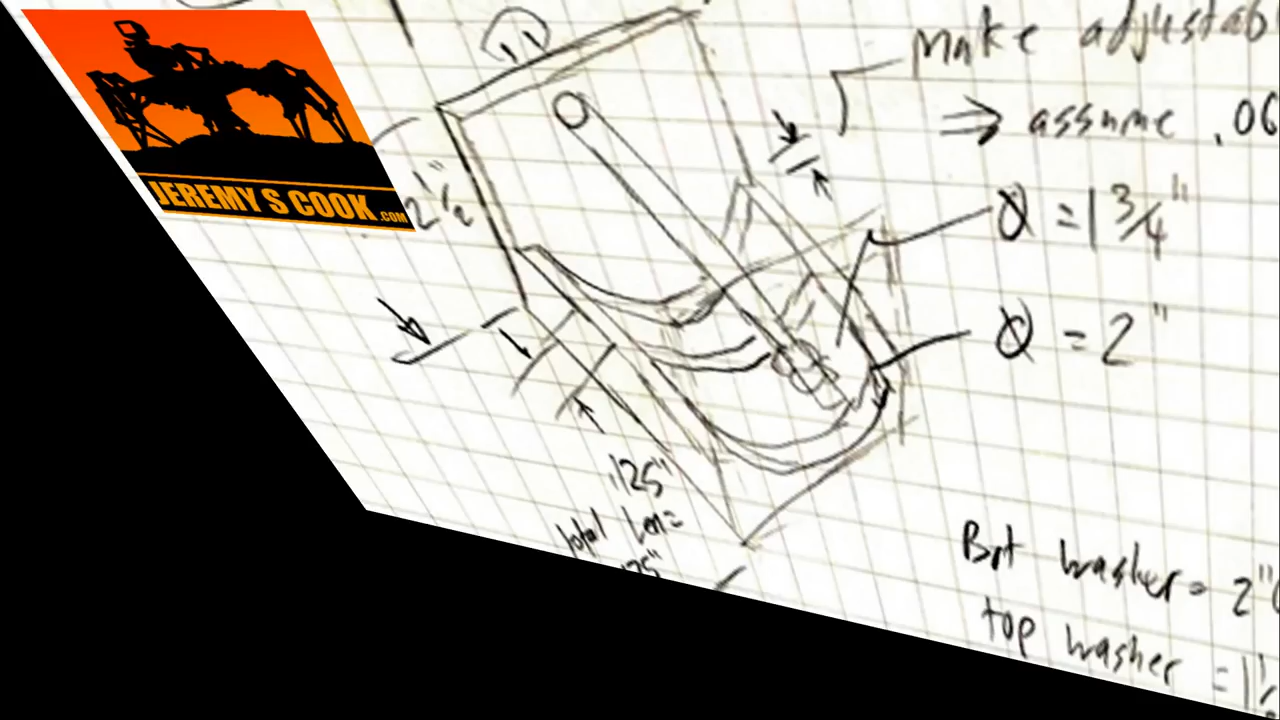 JEREMY S COOK .COM
make adjustab
⇒ assume .06
2 1/2"
Ø = 1 3/4"
Ø = 2"
.125"
total len=
Bot washer = 2"
top washer = 1